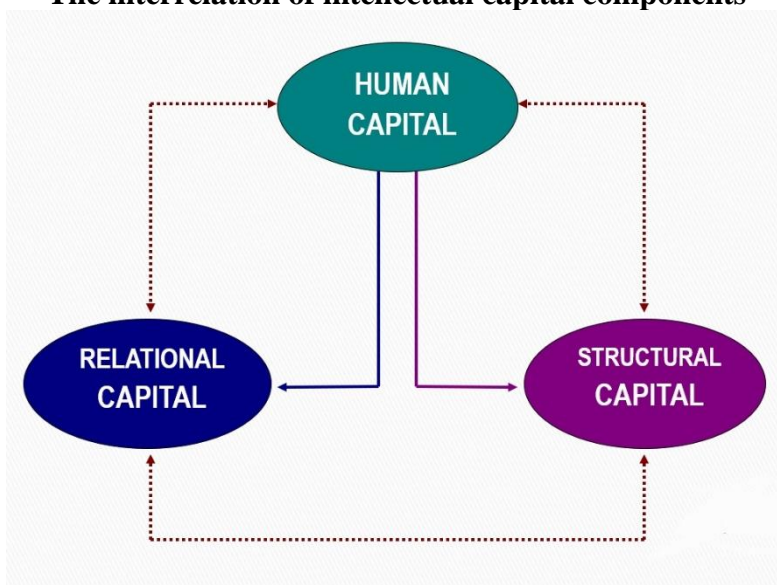 The interrelation of intellectual capital components
HUMAN
CAPITAL
RELATIONAL
CAPITAL
STRUCTURAL
CAPITAL